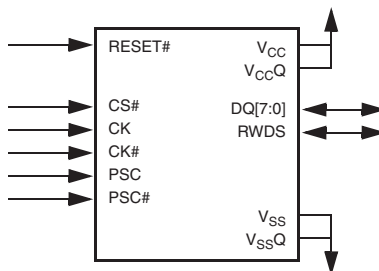 RESET#
CS#
CK
CK#
PSC
PSC#
VCC
VCCQ
DQ[7:0]
RWDS
VSS
VSSQ